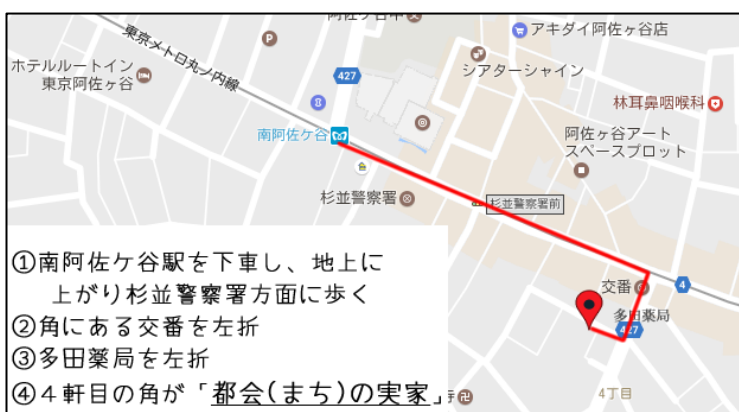 阿佐ケ谷中
アキダイ阿佐ヶ谷店
東京メトロ丸ノ内線
P
ホテルルートイン
東京阿佐ヶ谷
427
シアターシャイン
林耳鼻咽喉科
南阿佐ケ谷
阿佐ヶ谷アート
スペースプロット
杉並警察署
杉並警察署前
①南阿佐ケ谷駅を下車し、地上に
上がり杉並警察署方面に歩く
交番
4
②角にある交番を左折
多田薬局
427
③多田薬局を左折
④4軒目の角が「都会(まち)の実家」
寺
4丁目